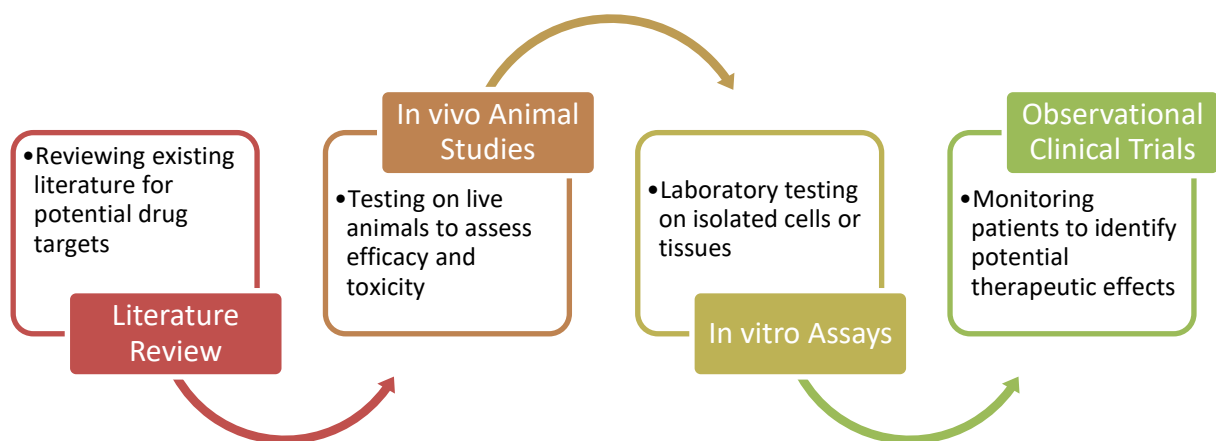 •Reviewing existing
literature for
potential drug
targets
Literature
Review
In vivo Animal
Studies
•Testing on live
animals to assess
efficacy and
toxicity
•Laboratory testing
on isolated cells or
tissues
In vitro Assays
Observational
Clinical Trials
•Monitoring
patients to identify
potential
therapeutic effects